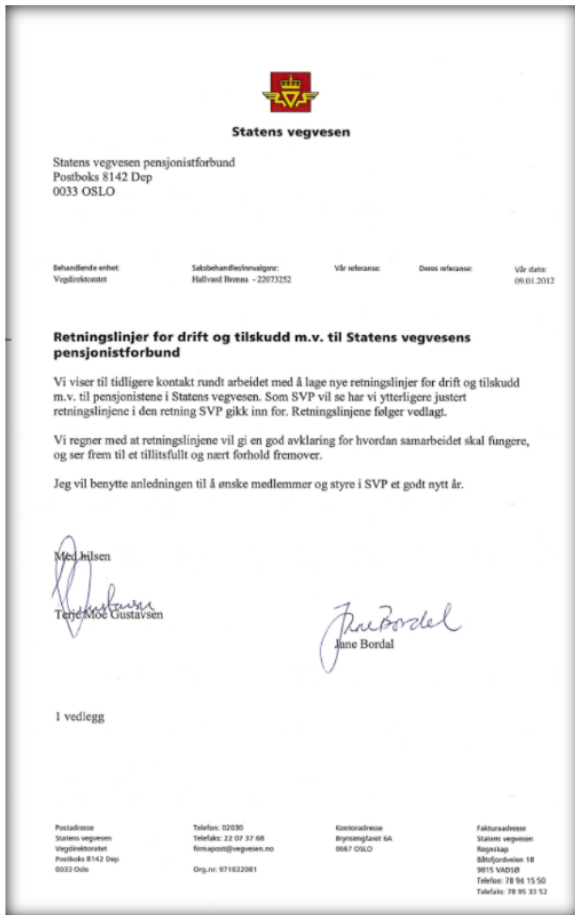 Statens vegvesen
Statens vegvesen pensjonistforbund
Postboks 8142 Dep
0033 OSLO
Behandlende enhet:
Vegdirektoratet
Saksbehandler/innvalgsnr:
Hallvard Brenna - 22073252
Vår referanse:
Deres referanse:
Vår dato:
09.01.2012
Retningslinjer for drift og tilskudd m.v. til Statens vegvesens
pensjonistforbund
Vi viser til tidligere kontakt rundt arbeidet med å lage nye retningslinjer for drift og tilskudd
m.v. til pensjonistene i Statens vegvesen. Som SVP vil se har vi ytterligere justert
retningslinjene i den retning SVP gikk inn for. Retningslinjene følger vedlagt.
Vi regner med at retningslinjene vil gi en god avklaring for hvordan samarbeidet skal fungere,
og ser frem til et tillitsfullt og nært forhold fremover.
Jeg vil benytte anledningen til å ønske medlemmer og styre i SVP et godt nytt år.
Med hilsen
Terje Moe Gustavsen
Jane Bordal
Jane Bordal
1 vedlegg
Postadresse
Statens vegvesen
Vegdirektoratet
Postboks 8142 Dep
0033 Oslo
Telefon: 02030
Telefaks: 22 07 37 68
firmapost@vegvesen.no
Org.nr: 971032081
Kontoradresse
Brynsengfaret 6A
0667 OSLO
Fakturaadresse
Statens vegvesen
Regnskap
Båtsfjordveien 18
9815 VADSØ
Telefon: 78 94 15 50
Telefaks: 78 95 33 52